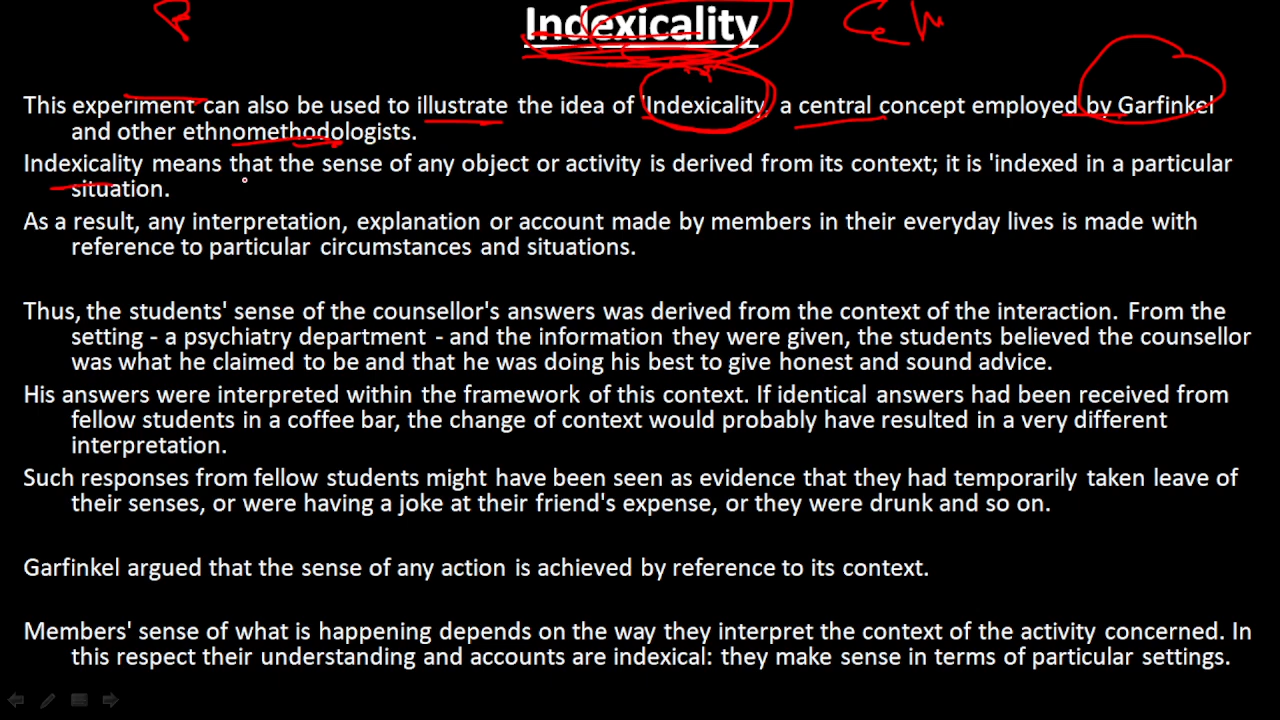 Indexicality
This experiment can also be used to illustrate the idea of 'Indexicality, a central concept employed by Garfinkel
and other ethnomethodologists.
Indexicality means that the sense of any object or activity is derived from its context; it is 'indexed in a particular
situation.
As a result, any interpretation, explanation or account made by members in their everyday lives is made with
reference to particular circumstances and situations.
Thus, the students' sense of the counsellor's answers was derived from the context of the interaction. From the
setting - a psychiatry department - and the information they were given, the students believed the counsellor
was what he claimed to be and that he was doing his best to give honest and sound advice.
His answers were interpreted within the framework of this context. If identical answers had been received from
fellow students in a coffee bar, the change of context would probably have resulted in a very different
interpretation.
Such responses from fellow students might have been seen as evidence that they had temporarily taken leave of
their senses, or were having a joke at their friend's expense, or they were drunk and so on.
Garfinkel argued that the sense of any action is achieved by reference to its context.
Members' sense of what is happening depends on the way they interpret the context of the activity concerned. In
this respect their understanding and accounts are indexical: they make sense in terms of particular settings.